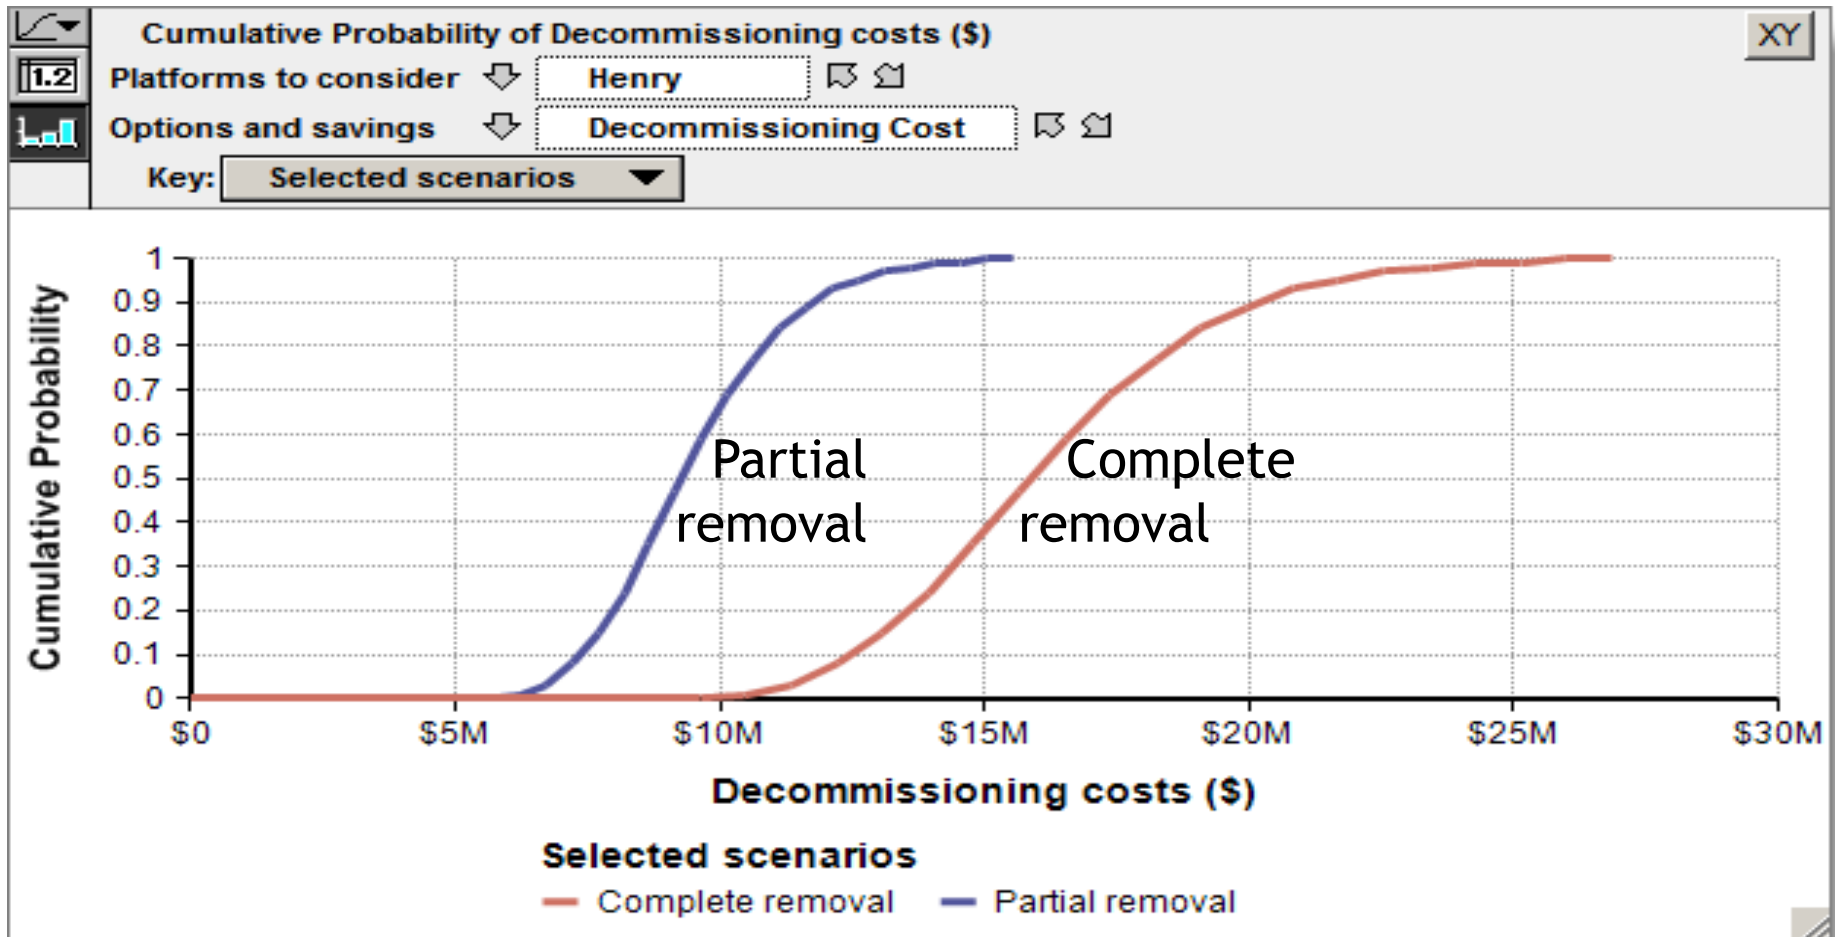 Cumulative Probability of Decommissioning costs ($)
XY
1.2
Platforms to consider Henry
Options and savings Decommissioning Cost
Key: Selected scenarios
Cumulative Probability
1
0.9
0.8
0.7
0.6
0.5
0.4
0.3
0.2
0.1
0
Partial
removal
Complete
removal
$0 $5M $10M $15M $20M $25M $30M
Decommissioning costs ($)
Selected scenarios
Complete removal Partial removal